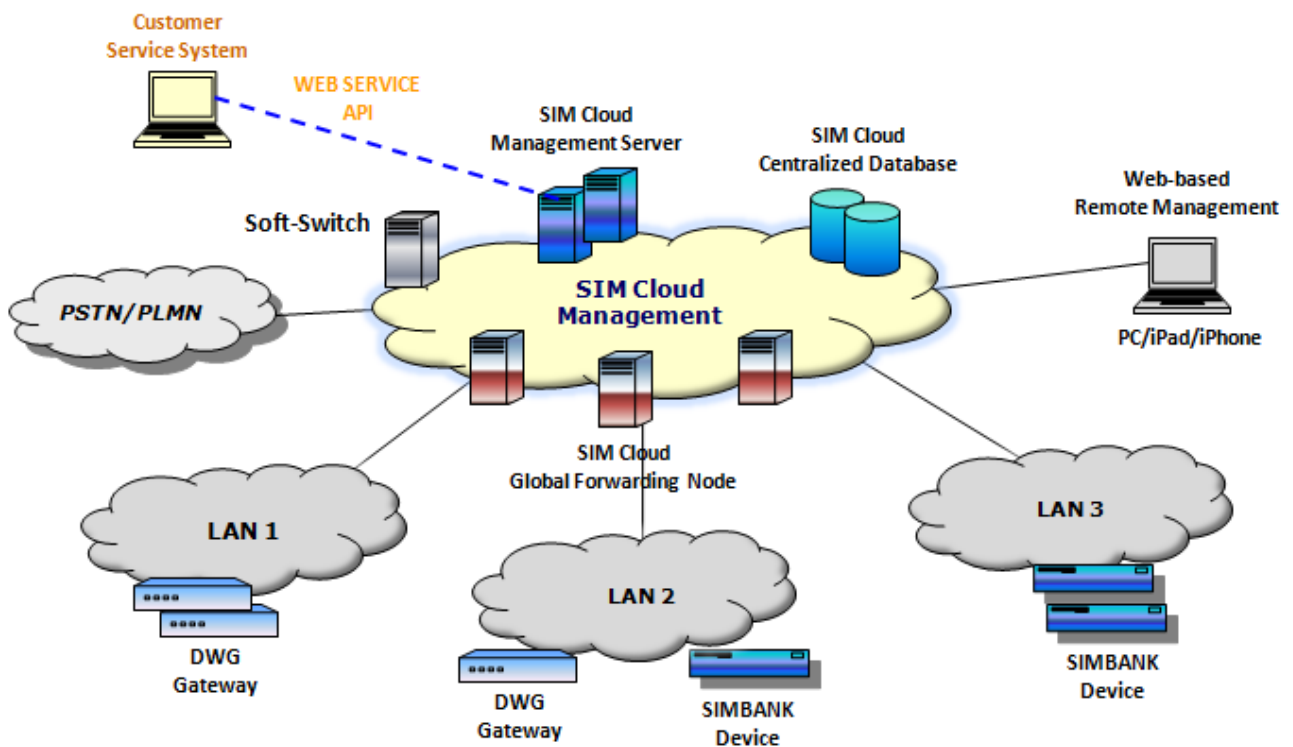 Customer
Service System
WEB SERVICE
API
SIM Cloud
Management Server
SIM Cloud
Centralized Database
Web-based
Remote Management
Soft-Switch
PSTN/PLMN
SIM Cloud
Management
PC/iPad/iPhone
SIM Cloud
Global Forwarding Node
LAN 1
LAN 2
LAN 3
DWG
Gateway
DWG
Gateway
SIMBANK
Device
SIMBANK
Device